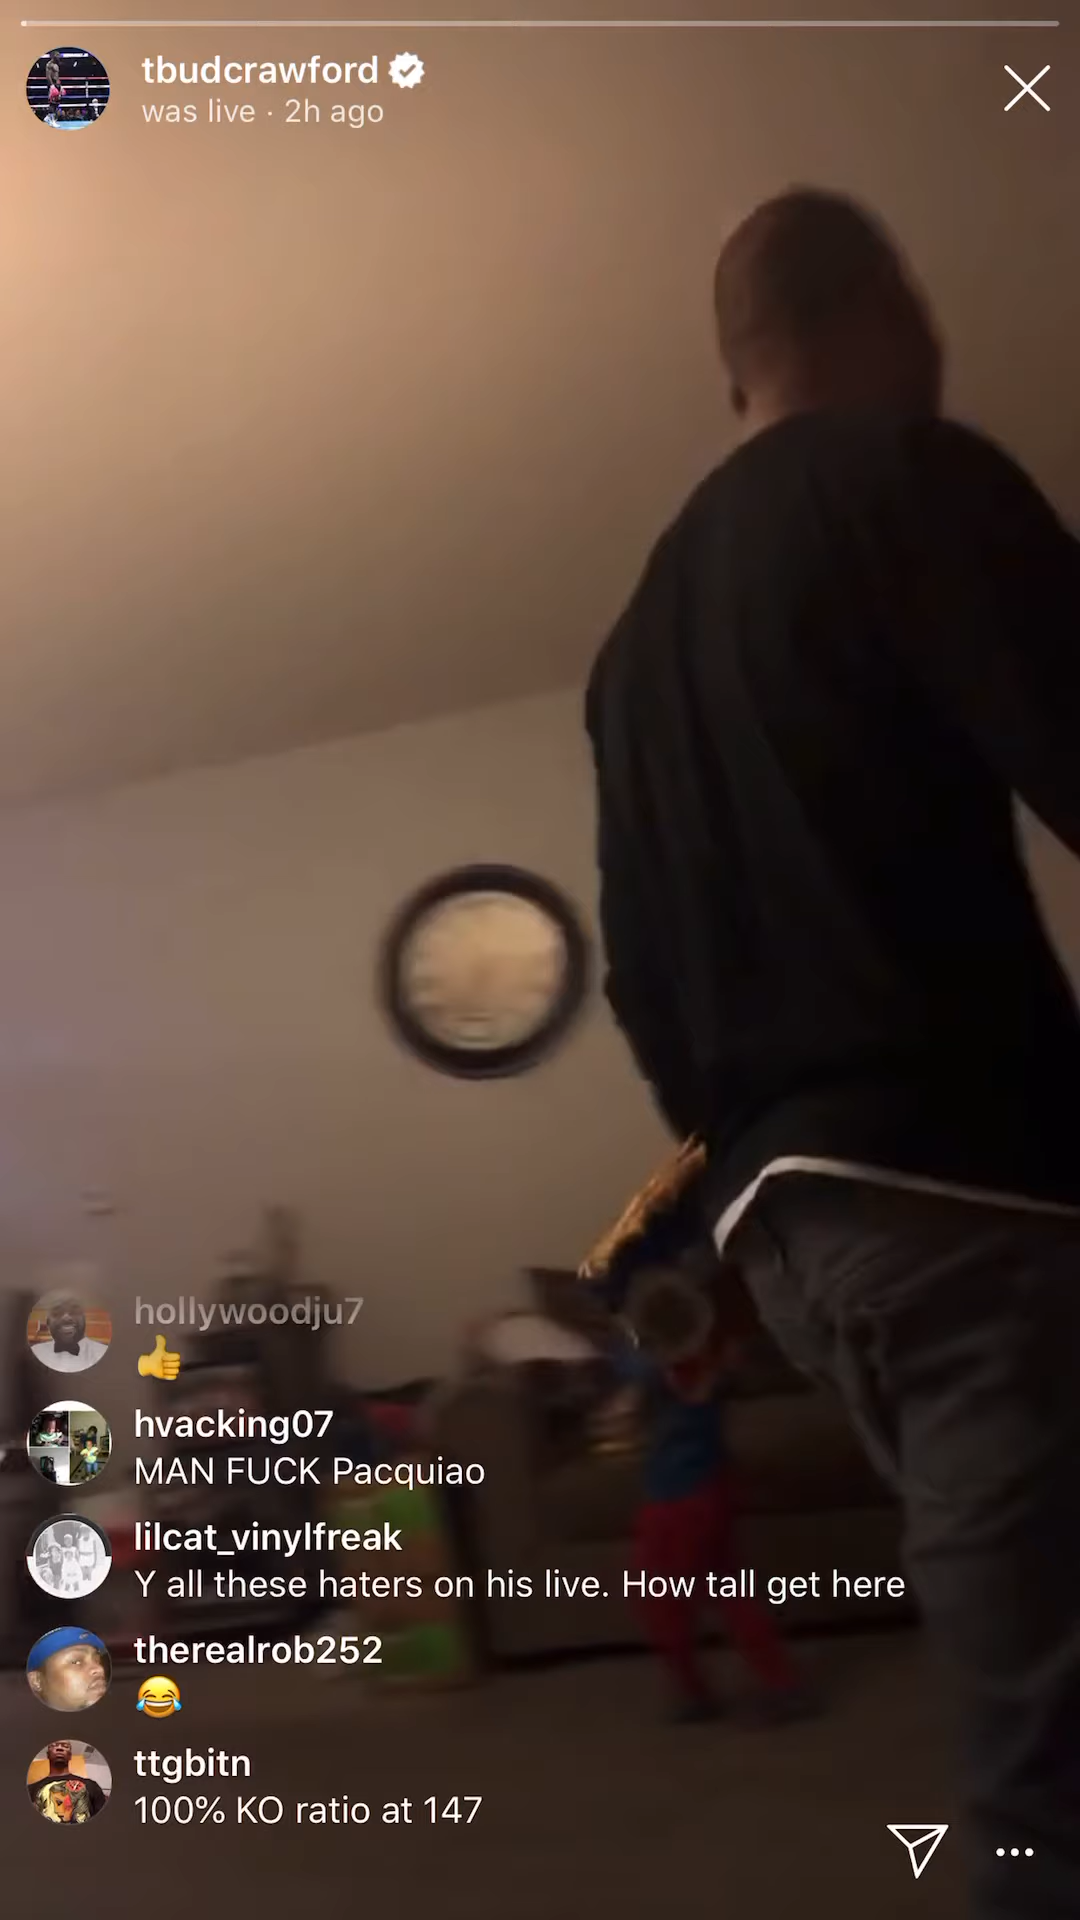 tbudcrawford
was live · 2h ago
hollywoodju7
👍
hvacking07
MAN FUCK Pacquiao
lilcat_vinylfreak
Y all these haters on his live. How tall get here
therealrob252
😂
ttgbitn
100% KO ratio at 147